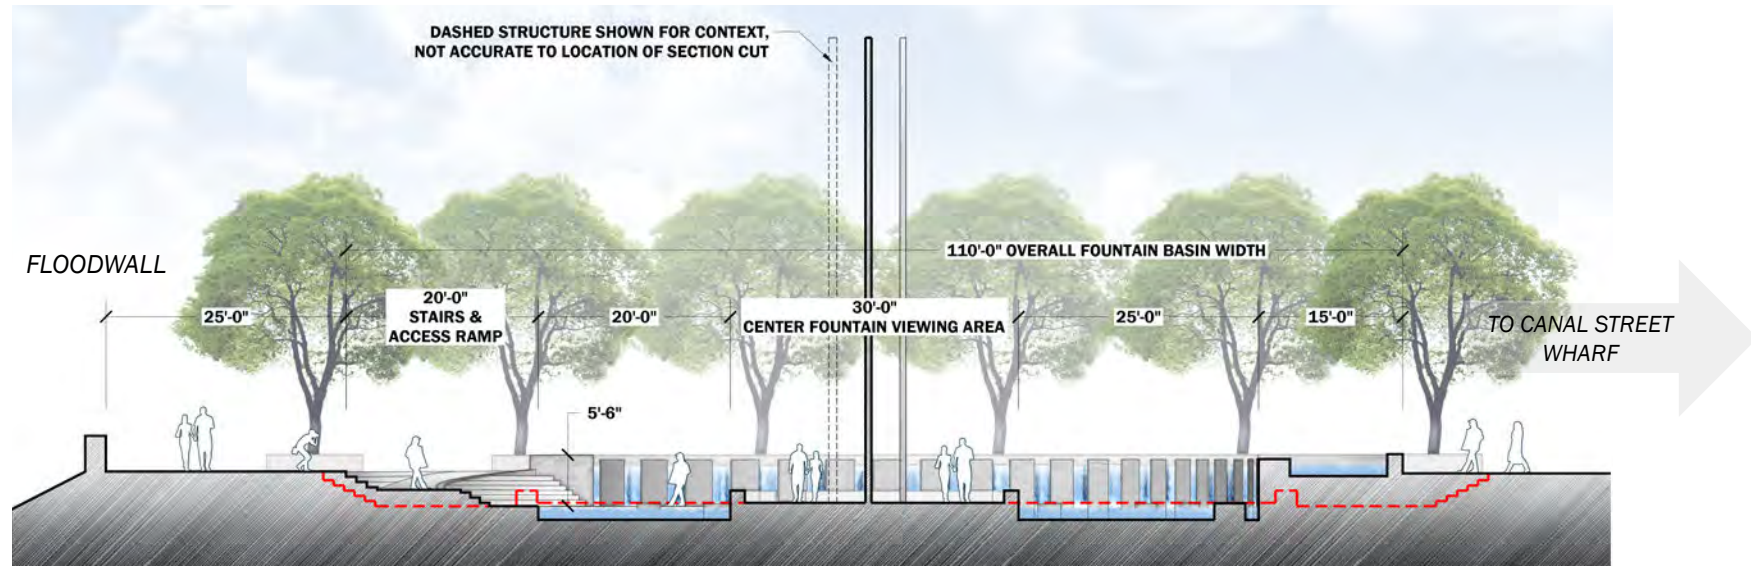 DASHED STRUCTURE SHOWN FOR CONTEXT,
NOT ACCURATE TO LOCATION OF SECTION CUT
110'-0" OVERALL FOUNTAIN BASIN WIDTH
FLOODWALL
25'-0"
20'-0"
STAIRS &
ACCESS RAMP
20'-0"
30'-0"
CENTER FOUNTAIN VIEWING AREA
25'-0"
15'-0"
TO CANAL STREET
WHARF
5'-6"